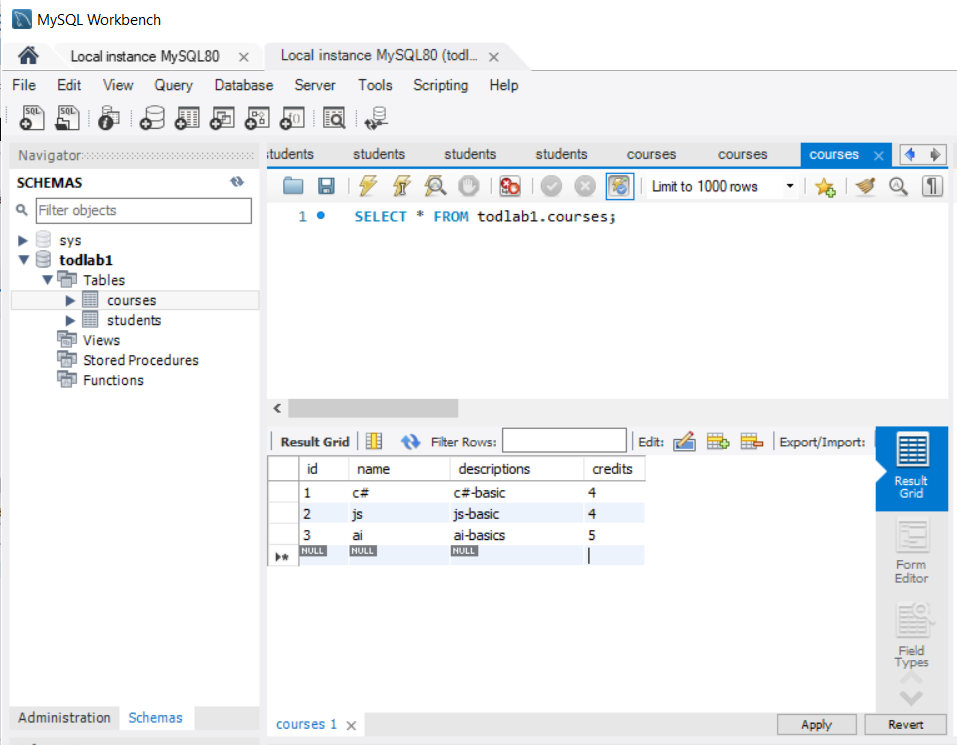 MySQL Workbench
Local instance MySQL80
Local instance MySQL80 (todl...
File Edit View Query Database Server Tools Scripting Help
SQL SQL
Navigator
tudents students students students courses courses courses
SCHEMAS
Limit to 1000 rows
Filter objects
1 SELECT * FROM todlab1.courses;
sys
todlab1
Tables
courses
students
Views
Stored Procedures
Functions
Result Grid Filter Rows: Edit: Export/Import:
id name descriptions credits
1 c# c#-basic 4
2 js js-basic 4
3 ai ai-basics 5
NULL NULL NULL
Result
Grid
Form
Editor
Field
Types
Administration Schemas
courses 1
Apply Revert